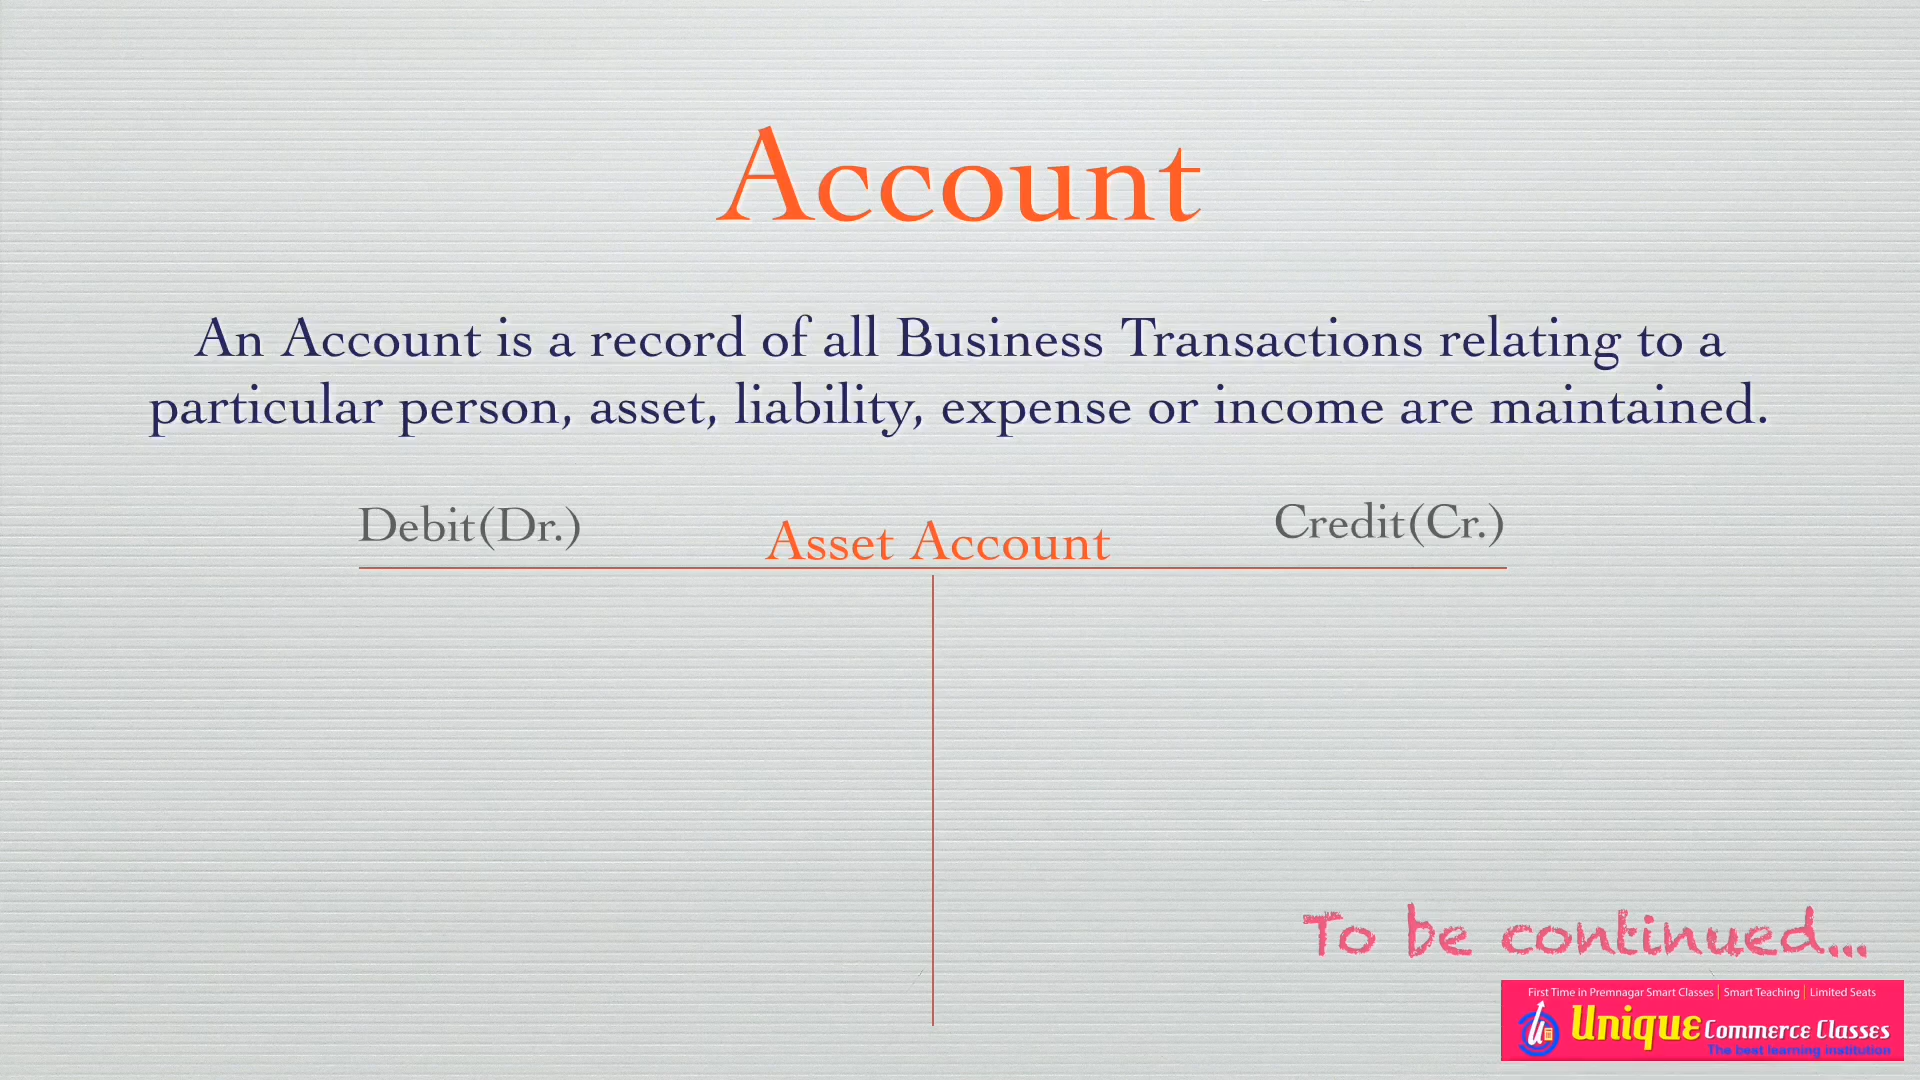 Account
An Account is a record of all Business Transactions relating to a
particular person, asset, liability, expense or income are maintained.
Debit(Dr.) Asset Account Credit(Cr.)
To be continued...
First Time in Premnagar Smart Classes | Smart Teaching | Limited Seats
Unique Commerce Classes
The best learning institution